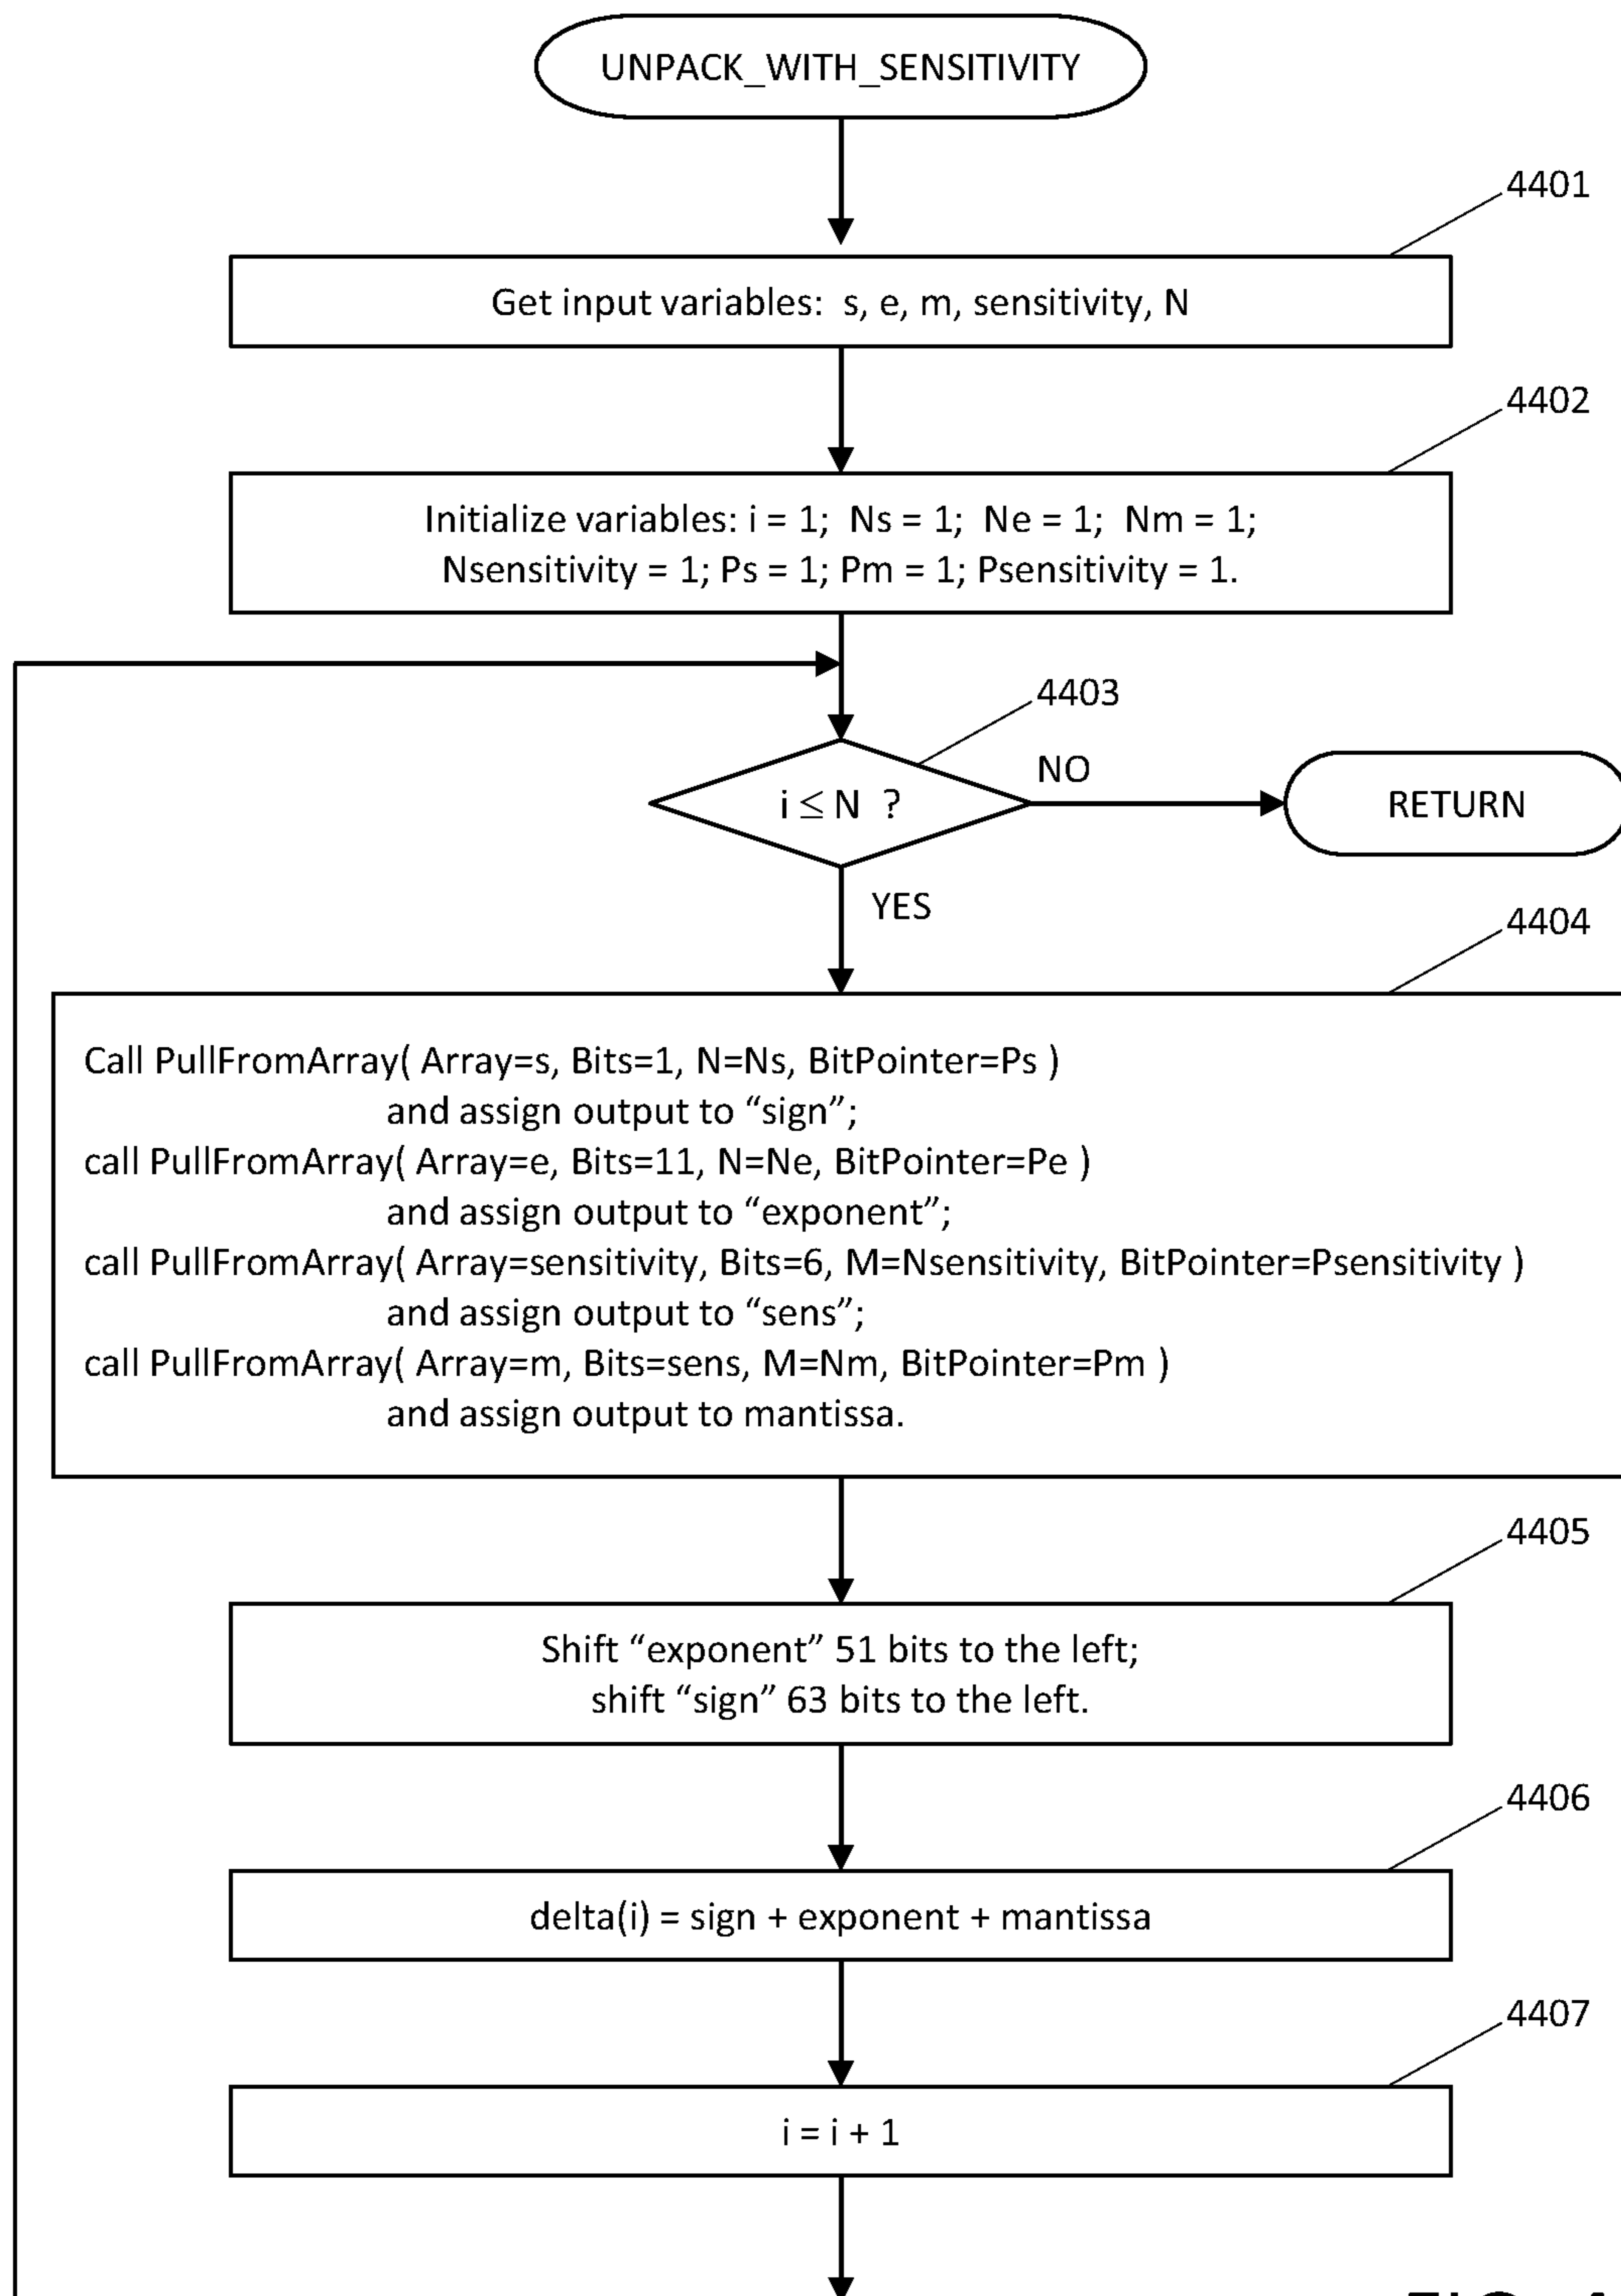 UNPACK_WITH_SENSITIVITY
4401
Get input variables: s, e, m, sensitivity, N
4402
Initialize variables: i = 1; Ns = 1; Ne = 1; Nm = 1;
Nsensitivity = 1; Ps = 1; Pm = 1; Psensitivity = 1.
4403
i ≤ N ?
NO
RETURN
YES
4404
Call PullFromArray( Array=s, Bits=1, N=Ns, BitPointer=Ps )
and assign output to “sign”;
call PullFromArray( Array=e, Bits=11, N=Ne, BitPointer=Pe )
and assign output to “exponent”;
call PullFromArray( Array=sensitivity, Bits=6, M=Nsensitivity, BitPointer=Psensitivity )
and assign output to “sens”;
call PullFromArray( Array=m, Bits=sens, M=Nm, BitPointer=Pm )
and assign output to mantissa.
4405
Shift “exponent” 51 bits to the left;
shift “sign” 63 bits to the left.
4406
delta(i) = sign + exponent + mantissa
4407
i = i + 1